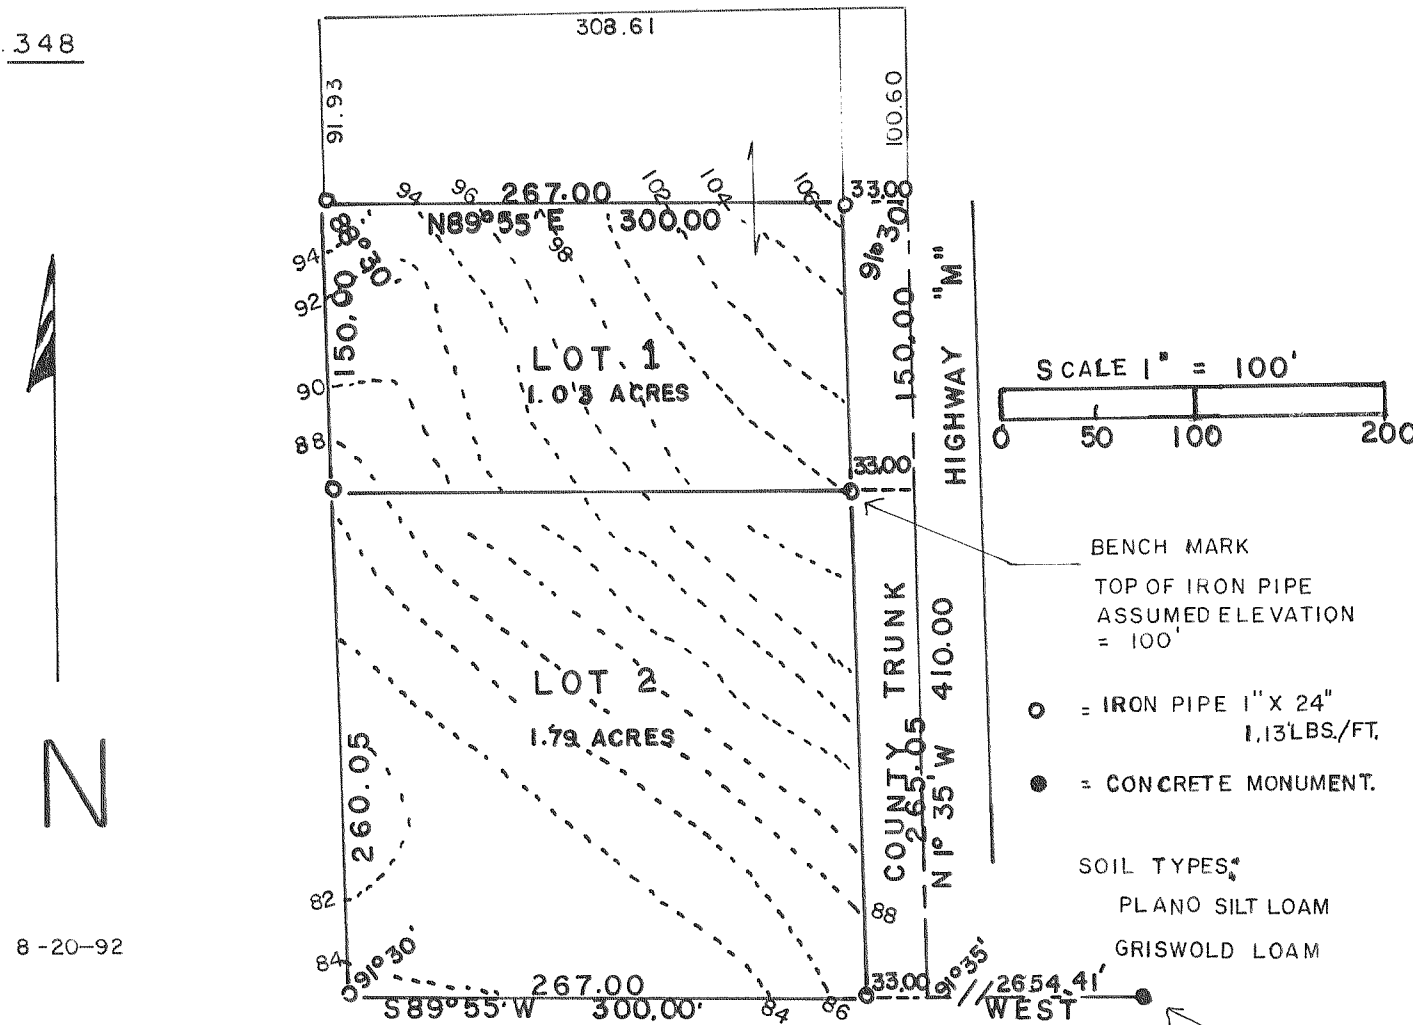 .348
308.61
91.93
100.60
94 96 267.00 102 104 106 33.00
N89°55'E 300.00
88°30'
91°30'
94
98
92
150.00
150.00
HIGHWAY "M"
LOT 1
1.03 ACRES
90
88
33.00
SCALE 1" = 100'
0 50 100 200
BENCH MARK
TOP OF IRON PIPE
ASSUMED ELEVATION
= 100'
N
COUNTY TRUNK
N 1° 35' W 410.00
265.05
LOT 2
1.79 ACRES
260.05
= IRON PIPE 1" X 24"
1.13 LBS./FT.
= CONCRETE MONUMENT.
SOIL TYPES:
PLANO SILT LOAM
GRISWOLD LOAM
82
88
8-20-92
84
91°30'
267.00
33.00
91°35'
2654.41'
S89°55'W 300.00'
84 86
WEST